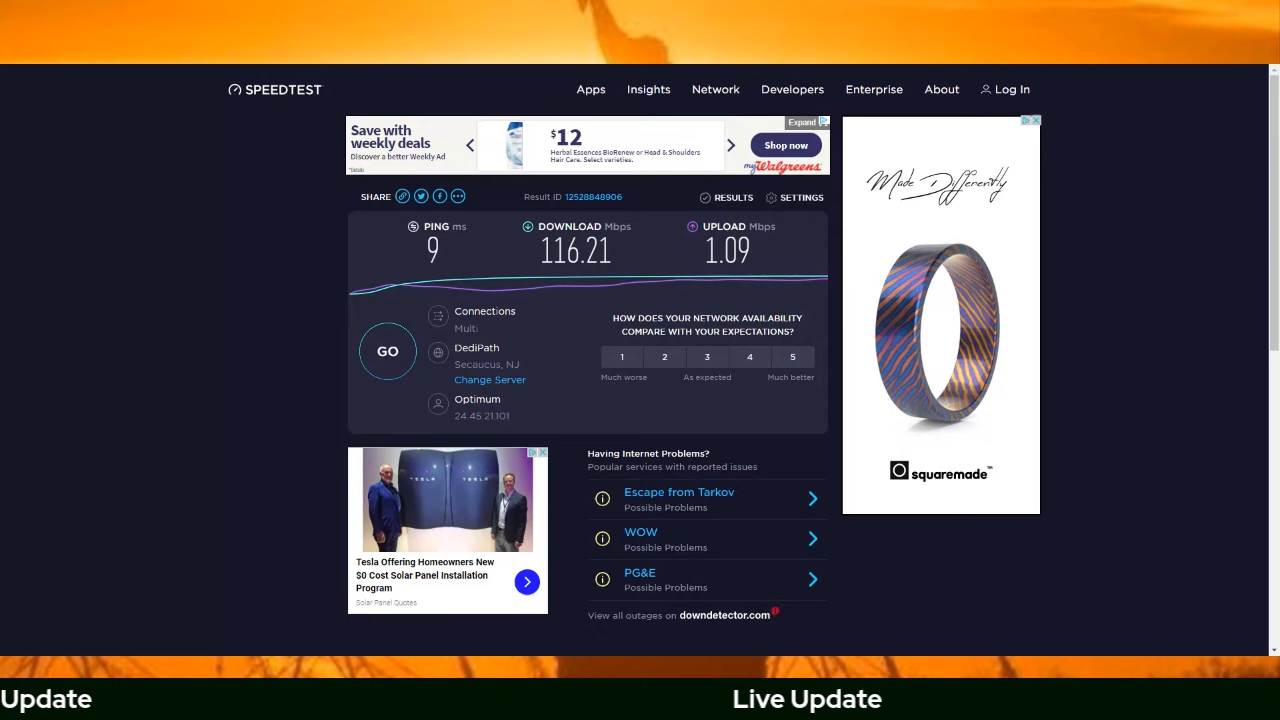 SPEEDTEST
Apps Insights Network Developers Enterprise About Log In
Save with
weekly deals
Discover a better Weekly Ad
*Details
$12
Herbal Essences BioRenew or Head & Shoulders
Hair Care. Select varieties.
Expand
Shop now
myWalgreens
SHARE
Result ID 12528848906
RESULTS SETTINGS
PING ms DOWNLOAD Mbps UPLOAD Mbps
9 116.21 1.09
GO
Connections
Multi
DediPath
Secaucus, NJ
Change Server
Optimum
24.45.21.101
HOW DOES YOUR NETWORK AVAILABILITY
COMPARE WITH YOUR EXPECTATIONS?
1 2 3 4 5
Much worse As expected Much better
Made Differently
squaremade™
TESLA TESLA
Tesla Offering Homeowners New
$0 Cost Solar Panel Installation
Program
Solar Panel Quotes
Having Internet Problems?
Popular services with reported issues
Escape from Tarkov
Possible Problems
WOW
Possible Problems
PG&E
Possible Problems
View all outages on downdetector.com
Update Live Update